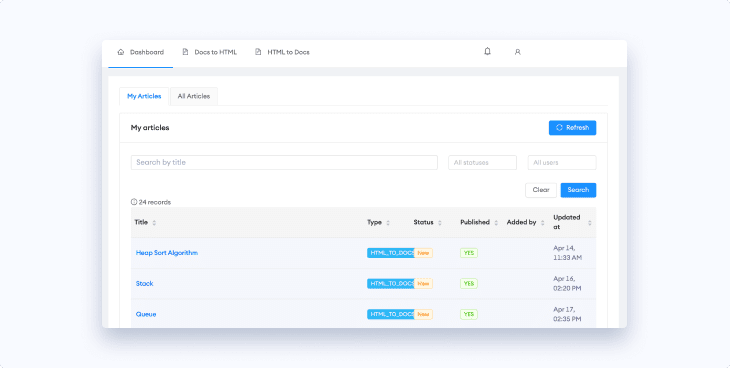 Dashboard Docs to HTML HTML to Docs
My Articles All Articles
My articles Refresh
Search by title All statuses All users
Clear Search
24 records
Title Type Status Published Added by Updated at
Heap Sort Algorithm HTML_TO_DOCS New YES Apr 14, 11:33 AM
Stack HTML_TO_DOCS New YES Apr 16, 02:20 PM
Queue HTML_TO_DOCS New YES Apr 17, 02:35 PM